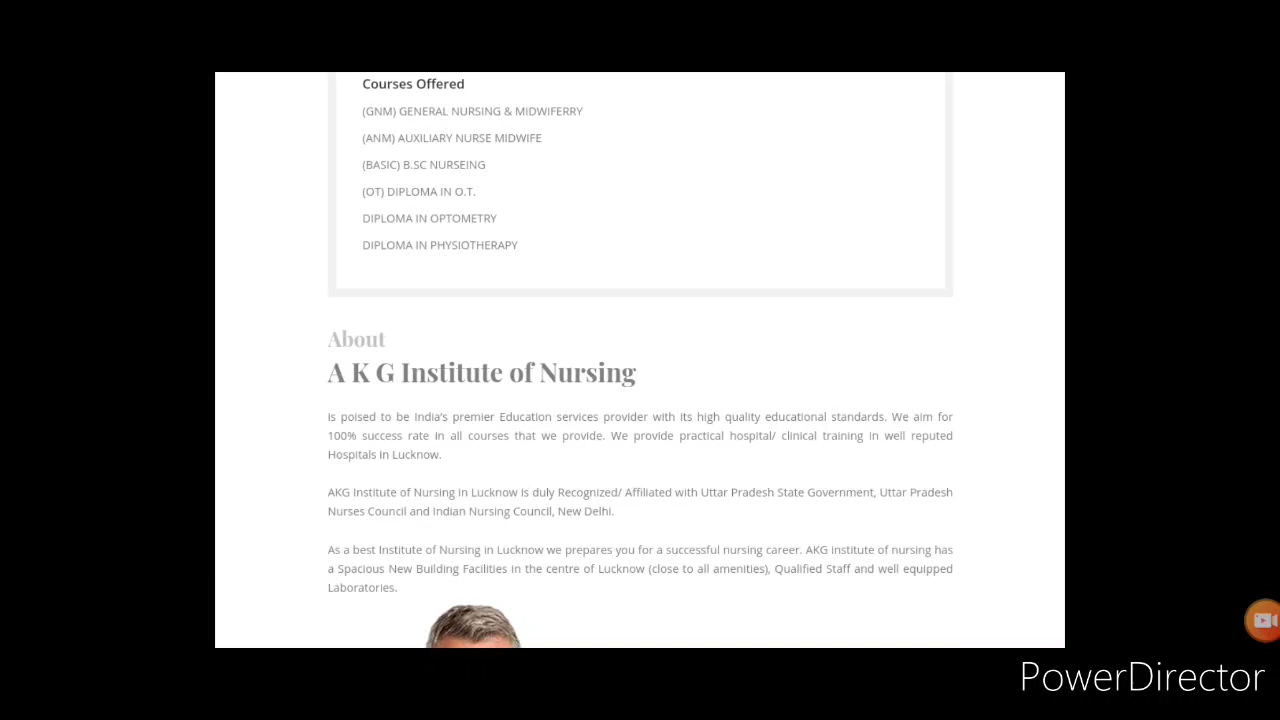 Courses Offered
(GNM) GENERAL NURSING & MIDWIFERRY
(ANM) AUXILIARY NURSE MIDWIFE
(BASIC) B.SC NURSEING
(OT) DIPLOMA IN O.T.
DIPLOMA IN OPTOMETRY
DIPLOMA IN PHYSIOTHERAPY
About
A K G Institute of Nursing
is poised to be India's premier Education services provider with its high quality educational standards. We aim for
100% success rate in all courses that we provide. We provide practical hospital/ clinical training in well reputed
Hospitals in Lucknow.
AKG Institute of Nursing in Lucknow is duly Recognized/ Affiliated with Uttar Pradesh State Government, Uttar Pradesh
Nurses Council and Indian Nursing Council, New Delhi.
As a best Institute of Nursing in Lucknow we prepares you for a successful nursing career. AKG institute of nursing has
a Spacious New Building Facilities in the centre of Lucknow (close to all amenities), Qualified Staff and well equipped
Laboratories.
PowerDirector